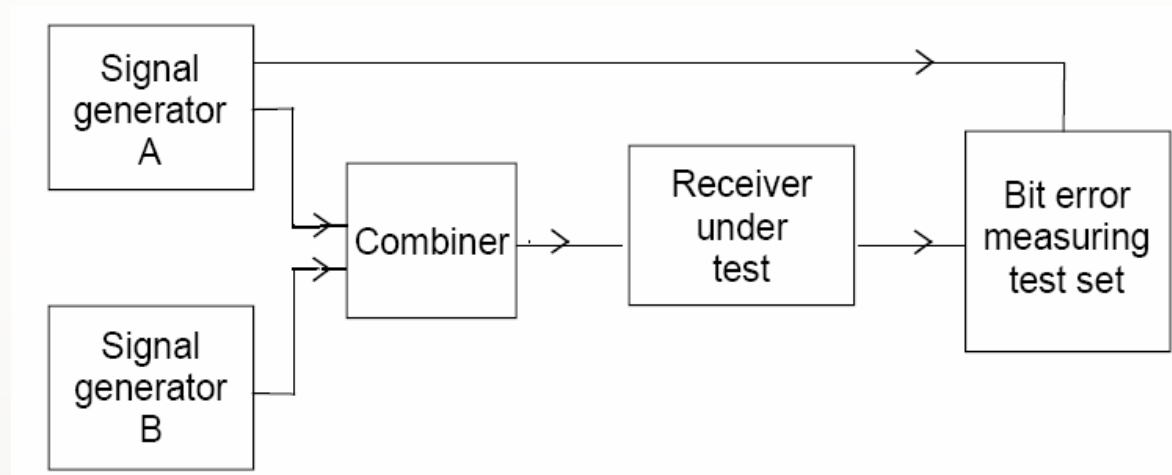 Signal
generator
A
Combiner
Receiver
under
test
Bit error
measuring
test set
Signal
generator
B